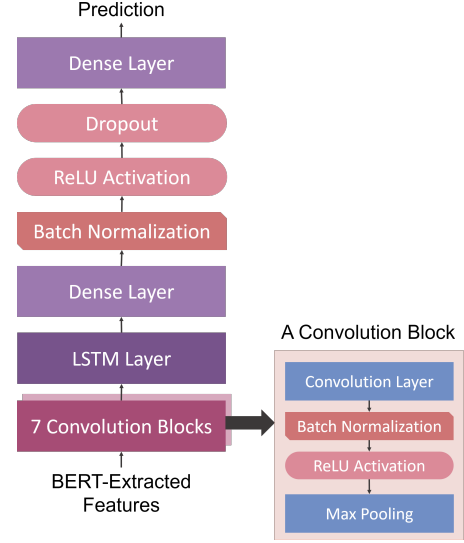 Prediction
Dense Layer
Dropout
ReLU Activation
Batch Normalization
Dense Layer
LSTM Layer
7 Convolution Blocks
BERT-Extracted
Features
A Convolution Block
Convolution Layer
Batch Normalization
ReLU Activation
Max Pooling